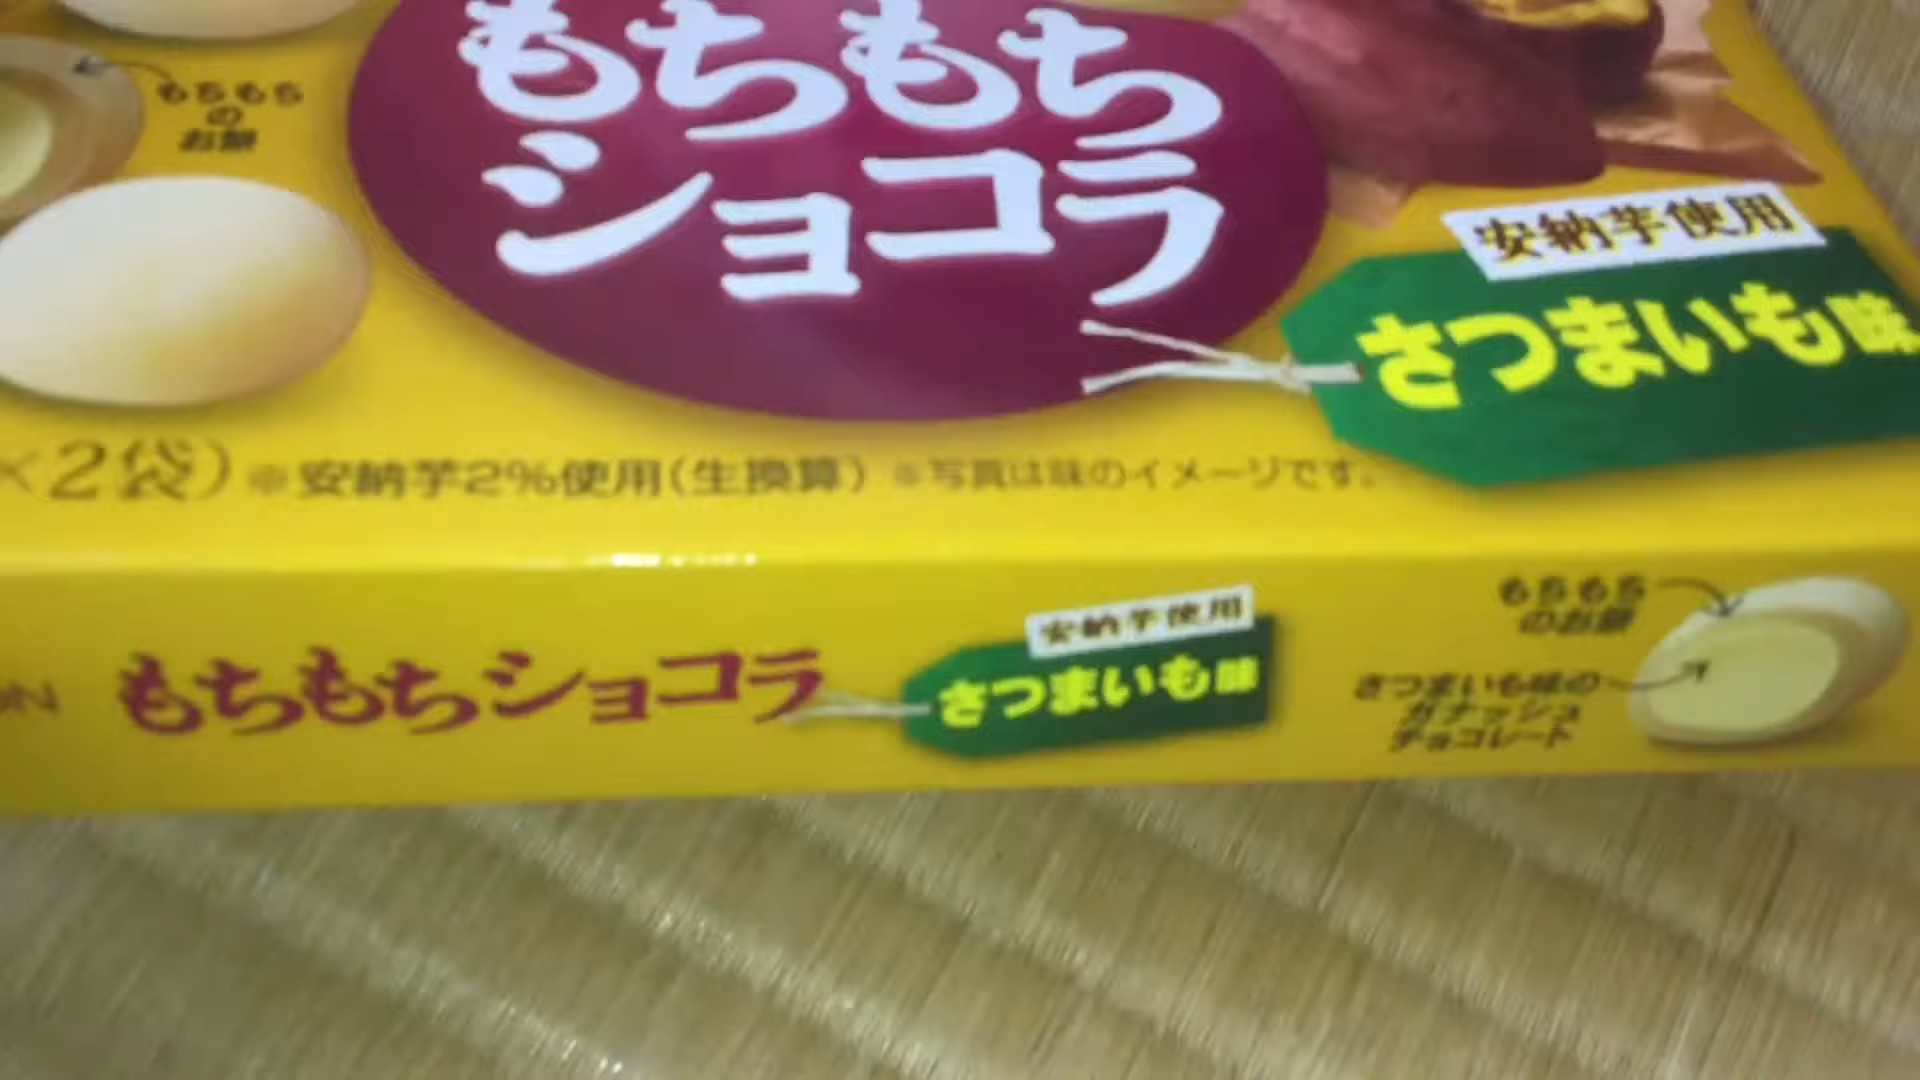 もちもち
ショコラ
もちもち
の
お餅
安納芋使用
さつまいも味
×2袋) ※安納芋2%使用(生換算) ※写真は味のイメージです。
もちもちショコラ
安納芋使用
さつまいも味
もちもち
のお餅
さつまいも味の
ガナッシュ
チョコレート